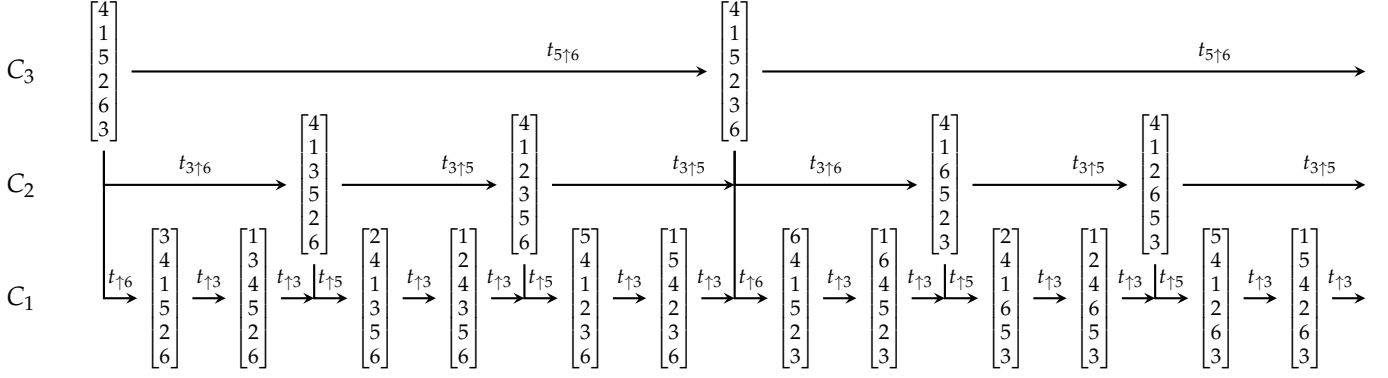 C₃ [4 1 5 2 6 3] t₅↑₆ [4 1 5 2 3 6] t₅↑₆
C₂ t₃↑₆ [4 1 3 5 2 6] t₃↑₅ [4 1 2 3 5 6] t₃↑₅ t₃↑₆ [4 1 6 5 2 3] t₃↑₅ [4 1 2 6 5 3] t₃↑₅
C₁ t↑₆ [3 4 1 5 2 6] t↑₃ [1 3 4 5 2 6] t↑₃ t↑₅ [2 4 1 3 5 6] t↑₃ [1 2 4 3 5 6] t↑₃ t↑₅ [5 4 1 2 3 6] t↑₃ [1 5 4 2 3 6] t↑₃ t↑₆ [6 4 1 5 2 3] t↑₃ [1 6 4 5 2 3] t↑₃ t↑₅ [2 4 1 6 5 3] t↑₃ [1 2 4 6 5 3] t↑₃ t↑₅ [5 4 1 2 6 3] t↑₃ [1 5 4 2 6 3] t↑₃